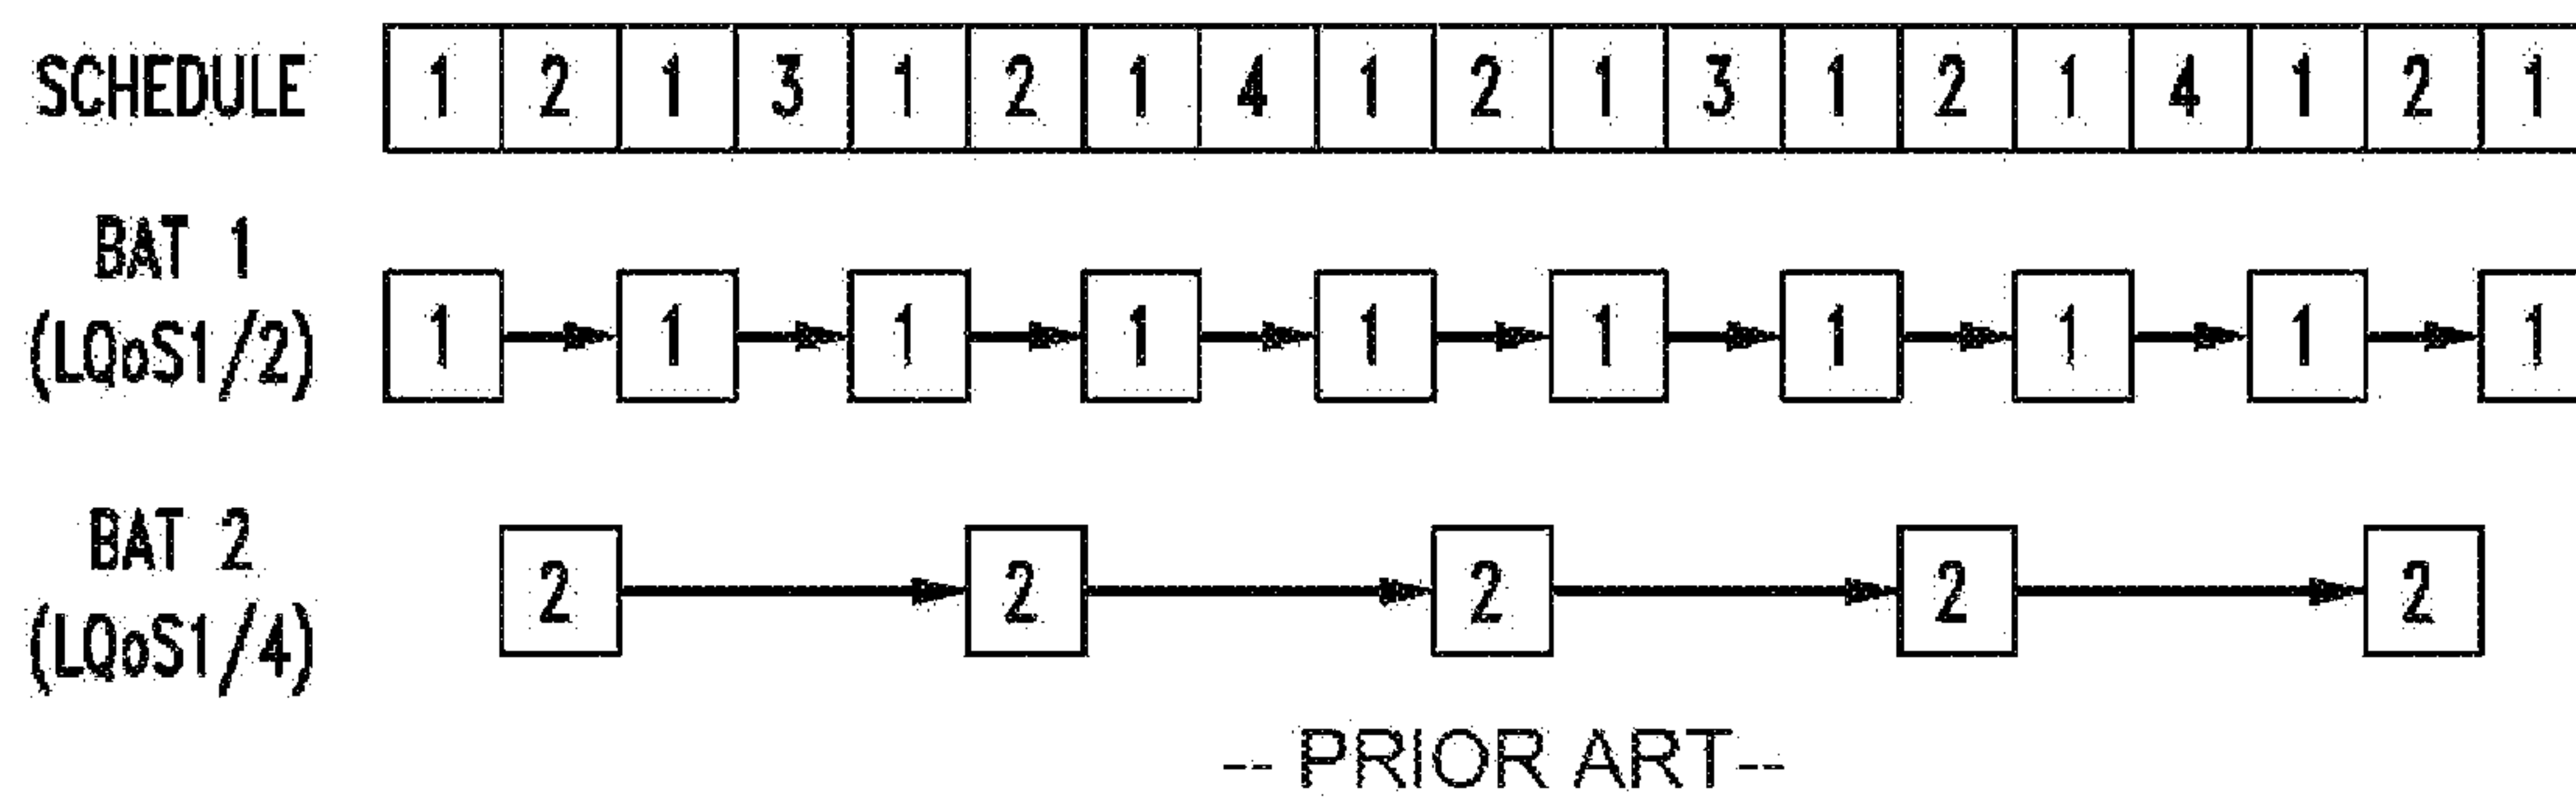 SCHEDULE 1 2 1 3 1 2 1 4 1 2 1 3 1 2 1 4 1 2 1
BAT 1
(LQoS1/2) 1 1 1 1 1 1 1 1 1 1
BAT 2
(LQoS1/4) 2 2 2 2 2
-- PRIOR ART--